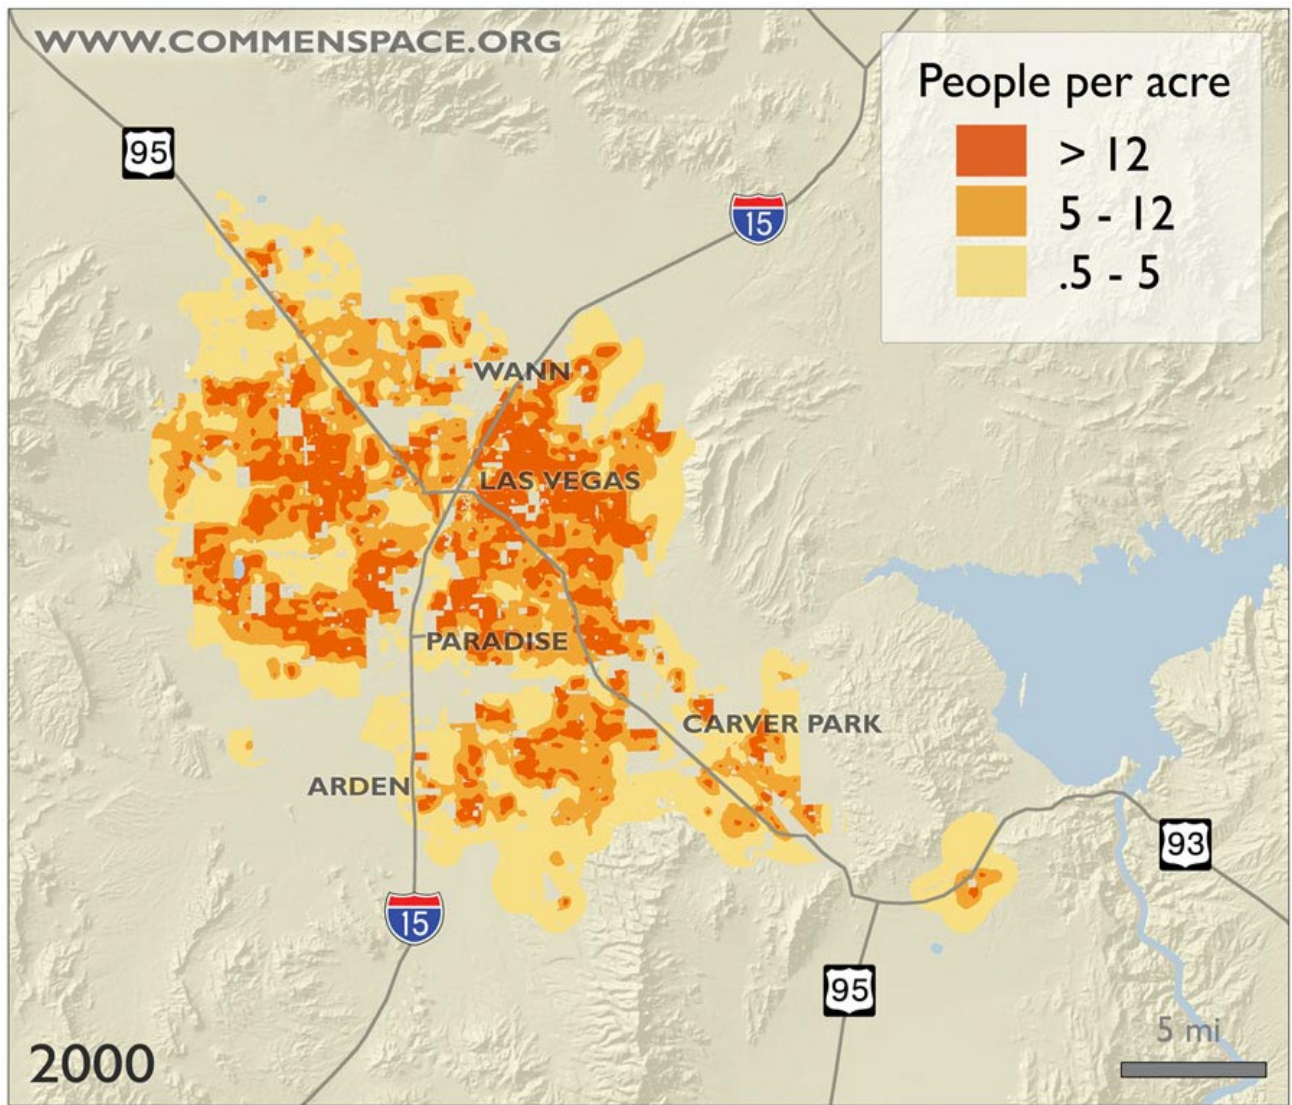 WWW.COMMENSPACE.ORG
People per acre
> 12
5 - 12
.5 - 5
95
15
WANN
LAS VEGAS
PARADISE
CARVER PARK
ARDEN
93
15
95
5 mi
2000